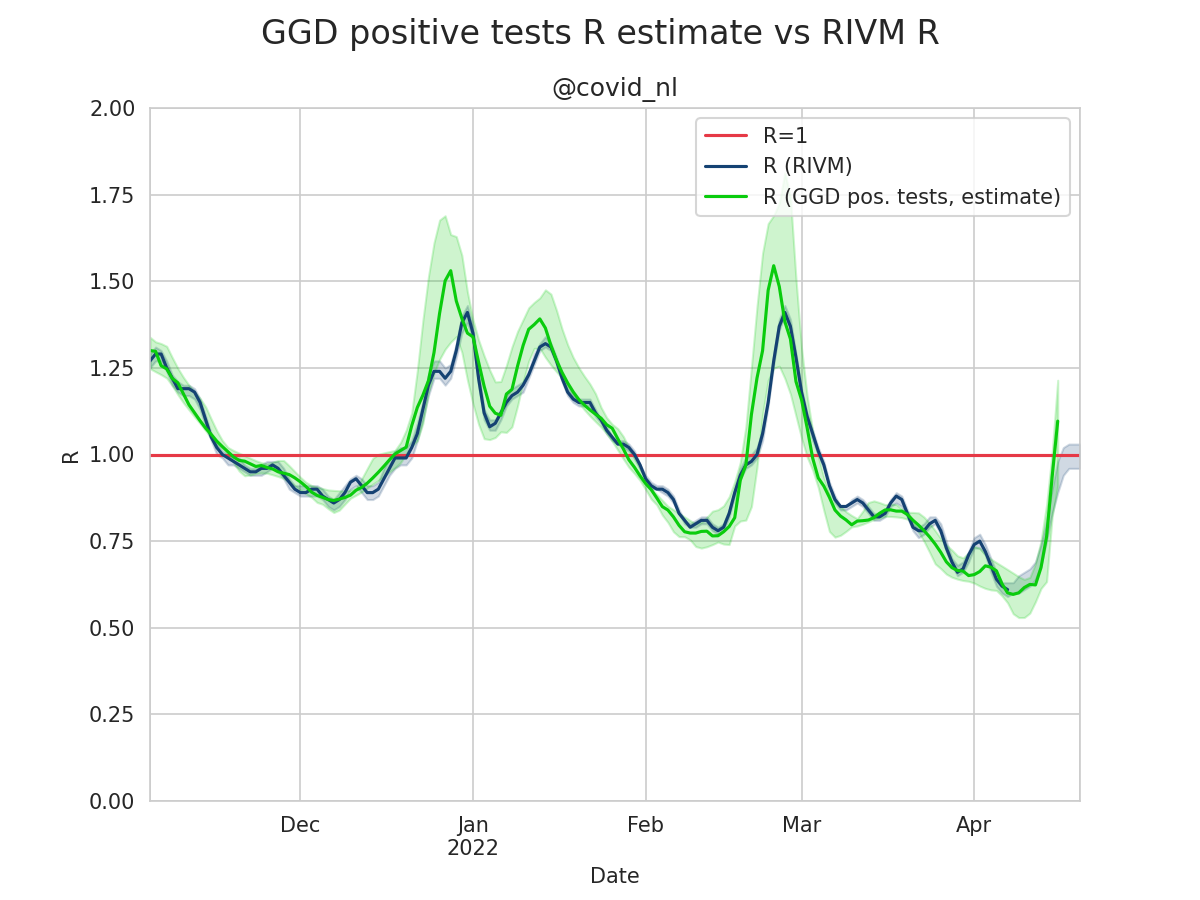 GGD positive tests R estimate vs RIVM R
@covid_nl
R=1
R (RIVM)
R (GGD pos. tests, estimate)
2.00
1.75
1.50
1.25
1.00
0.75
0.50
0.25
0.00
R
Dec
Jan
2022
Feb
Mar
Apr
Date